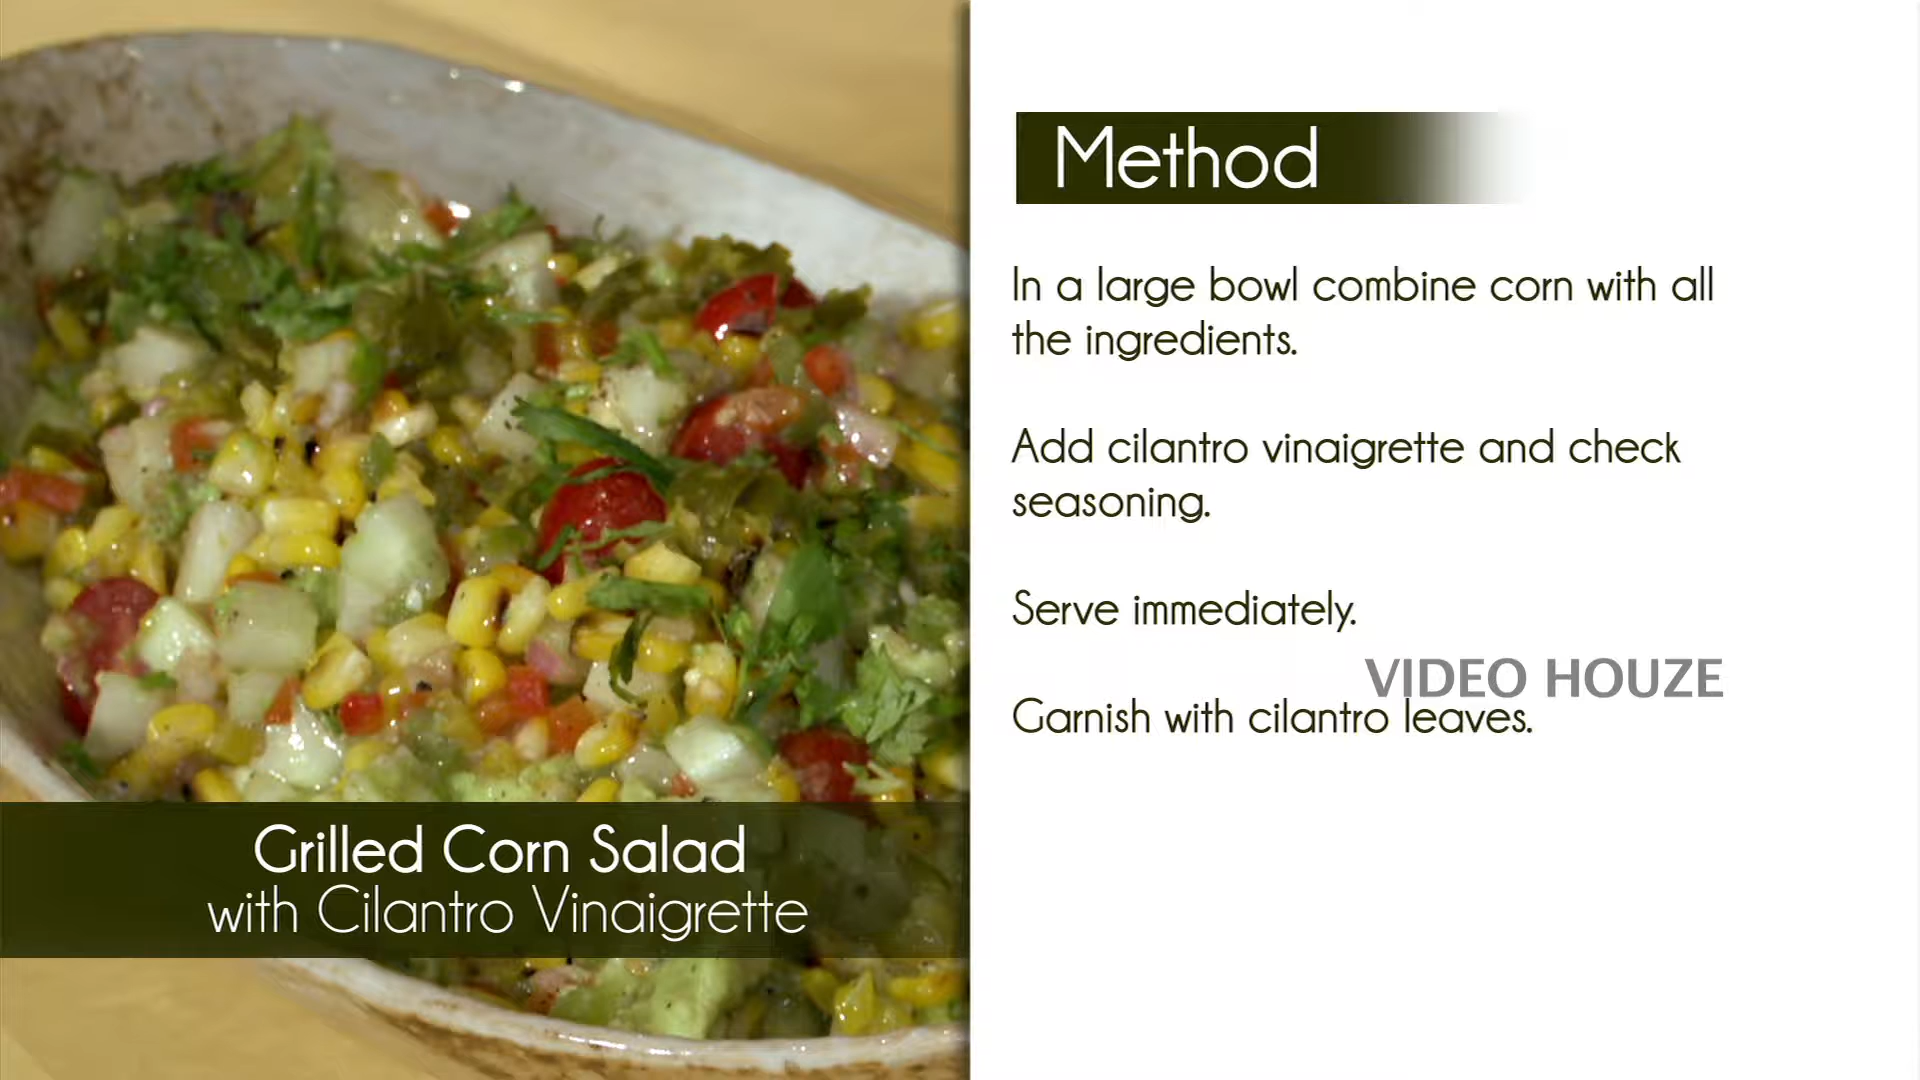 Method
In a large bowl combine corn with all
the ingredients.
Add cilantro vinaigrette and check
seasoning.
Serve immediately.
VIDEO HOUZE
Garnish with cilantro leaves.
Grilled Corn Salad
with Cilantro Vinaigrette